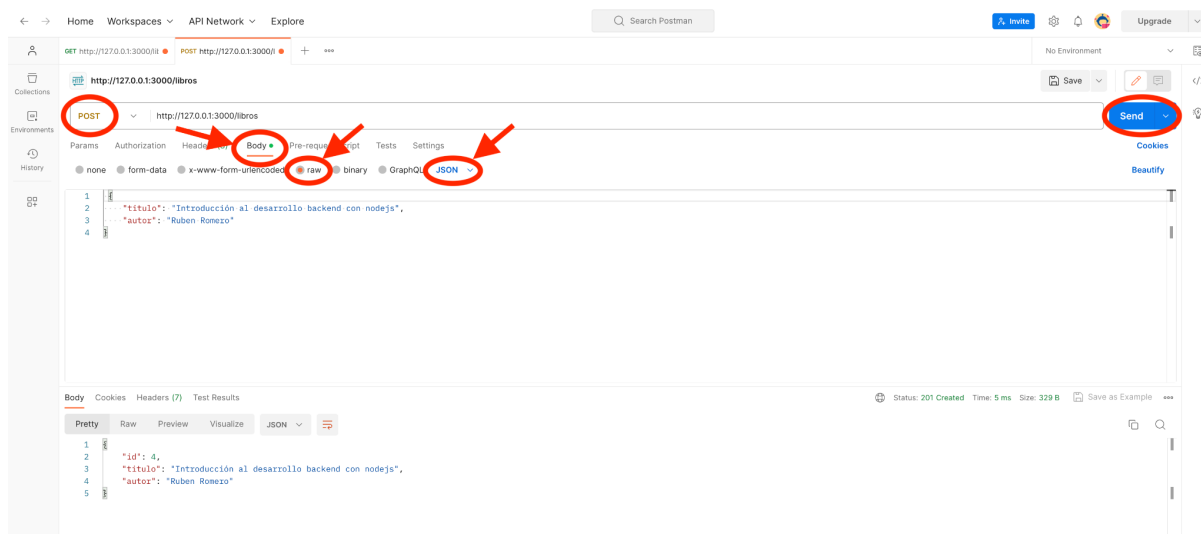 Home Workspaces API Network Explore Search Postman Invite Upgrade
GET http://127.0.0.1:3000/lit POST http://127.0.0.1:3000/l No Environment
HTTP http://127.0.0.1:3000/libros Save
Collections
POST http://127.0.0.1:3000/libros Send
Environments
Params Authorization Body Tests Settings Cookies
History
none form-data x-www-form-urlencoded raw binary GraphQL JSON Beautify
1 {
2 "titulo": "Introducción al desarrollo backend con nodejs",
3 "autor": "Ruben Romero"
4 }
Body Cookies Headers (7) Test Results Status: 201 Created Time: 5 ms Size: 329 B Save as Example
Pretty Raw Preview Visualize JSON
1 {
2 "id": 4,
3 "titulo": "Introducción al desarrollo backend con nodejs",
4 "autor": "Ruben Romero"
5 }